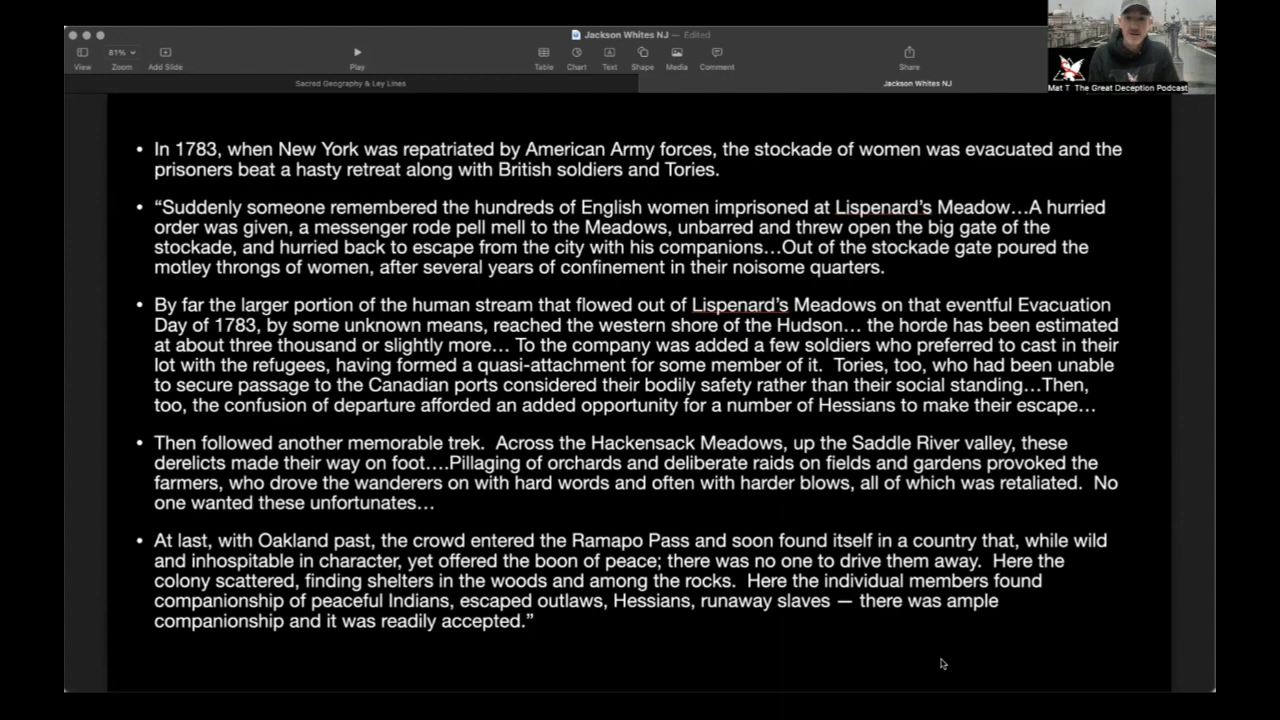 Jackson Whites NJ — Edited
81%
View Zoom Add Slide Play Table Chart Text Shape Media Comment Share
Sacred Geography & Ley Lines Jackson Whites NJ
Mat T The Great Deception Podcast
• In 1783, when New York was repatriated by American Army forces, the stockade of women was evacuated and the
prisoners beat a hasty retreat along with British soldiers and Tories.
• “Suddenly someone remembered the hundreds of English women imprisoned at Lispenard’s Meadow…A hurried
order was given, a messenger rode pell mell to the Meadows, unbarred and threw open the big gate of the
stockade, and hurried back to escape from the city with his companions…Out of the stockade gate poured the
motley throngs of women, after several years of confinement in their noisome quarters.
• By far the larger portion of the human stream that flowed out of Lispenard’s Meadows on that eventful Evacuation
Day of 1783, by some unknown means, reached the western shore of the Hudson… the horde has been estimated
at about three thousand or slightly more… To the company was added a few soldiers who preferred to cast in their
lot with the refugees, having formed a quasi-attachment for some member of it. Tories, too, who had been unable
to secure passage to the Canadian ports considered their bodily safety rather than their social standing…Then,
too, the confusion of departure afforded an added opportunity for a number of Hessians to make their escape…
• Then followed another memorable trek. Across the Hackensack Meadows, up the Saddle River valley, these
derelicts made their way on foot….Pillaging of orchards and deliberate raids on fields and gardens provoked the
farmers, who drove the wanderers on with hard words and often with harder blows, all of which was retaliated. No
one wanted these unfortunates…
• At last, with Oakland past, the crowd entered the Ramapo Pass and soon found itself in a country that, while wild
and inhospitable in character, yet offered the boon of peace; there was no one to drive them away. Here the
colony scattered, finding shelters in the woods and among the rocks. Here the individual members found
companionship of peaceful Indians, escaped outlaws, Hessians, runaway slaves — there was ample
companionship and it was readily accepted.”